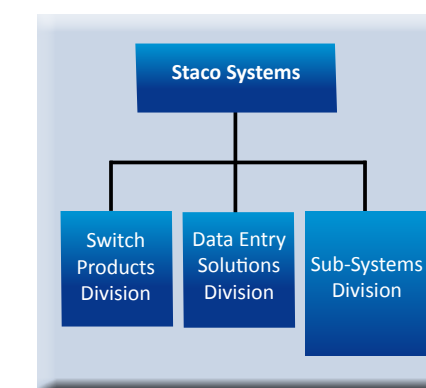 Staco Systems
Switch
Products
Division
Data Entry
Solutions
Division
Sub-Systems
Division